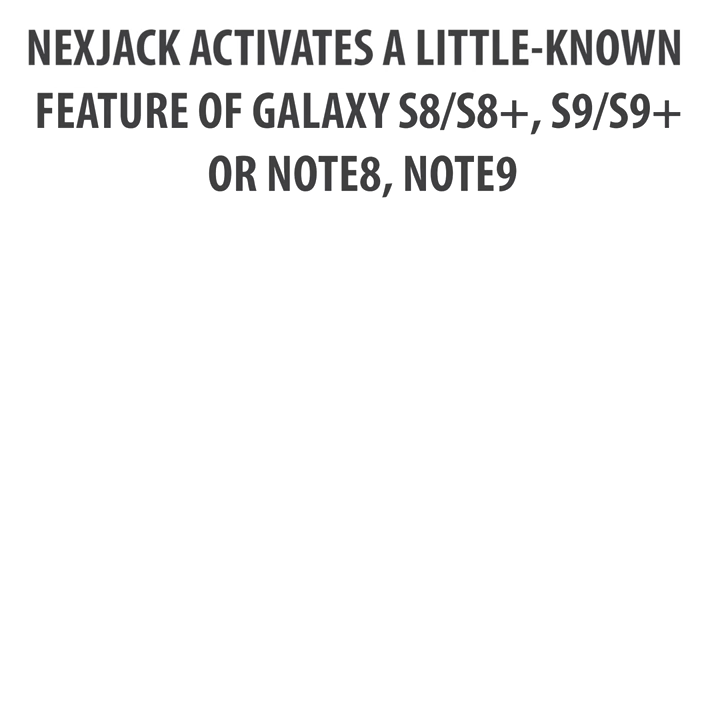 NEXJACK ACTIVATES A LITTLE-KNOWN
FEATURE OF GALAXY S8/S8+, S9/S9+
OR NOTE8, NOTE9